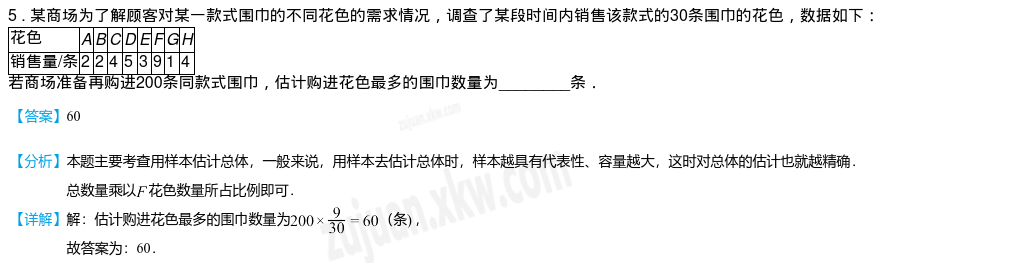 5．某商场为了解顾客对某一款式围巾的不同花色的需求情况，调查了某段时间内销售该款式的30条围巾的花色，数据如下：
花色 A B C D E F G H
销售量/条 2 2 4 5 3 9 1 4
若商场准备再购进200条同款式围巾，估计购进花色最多的围巾数量为________条．
【答案】60
zujuan.xkw.com
【分析】本题主要考查用样本估计总体，一般来说，用样本去估计总体时，样本越具有代表性、容量越大，这时对总体的估计也就越精确．
总数量乘以F花色数量所占比例即可．
【详解】解：估计购进花色最多的围巾数量为200×9/30=60（条），
故答案为：60．
zujuan.xkw.com